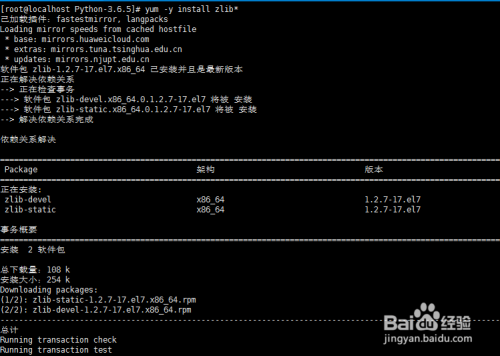 [root@localhost Python-3.6.5]# yum -y install zlib*
已加载插件：fastestmirror, langpacks
Loading mirror speeds from cached hostfile
* base: mirrors.huaweicloud.com
* extras: mirrors.tuna.tsinghua.edu.cn
* updates: mirrors.njupt.edu.cn
软件包 zlib-1.2.7-17.el7.x86_64 已安装并且是最新版本
正在解决依赖关系
--> 正在检查事务
---> 软件包 zlib-devel.x86_64.0.1.2.7-17.el7 将被 安装
---> 软件包 zlib-static.x86_64.0.1.2.7-17.el7 将被 安装
--> 解决依赖关系完成
依赖关系解决
Package 架构 版本
正在安装:
zlib-devel x86_64 1.2.7-17.el7
zlib-static x86_64 1.2.7-17.el7
事务概要
安装 2 软件包
总下载量：108 k
安装大小：254 k
Downloading packages:
(1/2): zlib-static-1.2.7-17.el7.x86_64.rpm
(2/2): zlib-devel-1.2.7-17.el7.x86_64.rpm
总计
Running transaction check
Running transaction test
Baidu 经验
jingyan.baidu.com